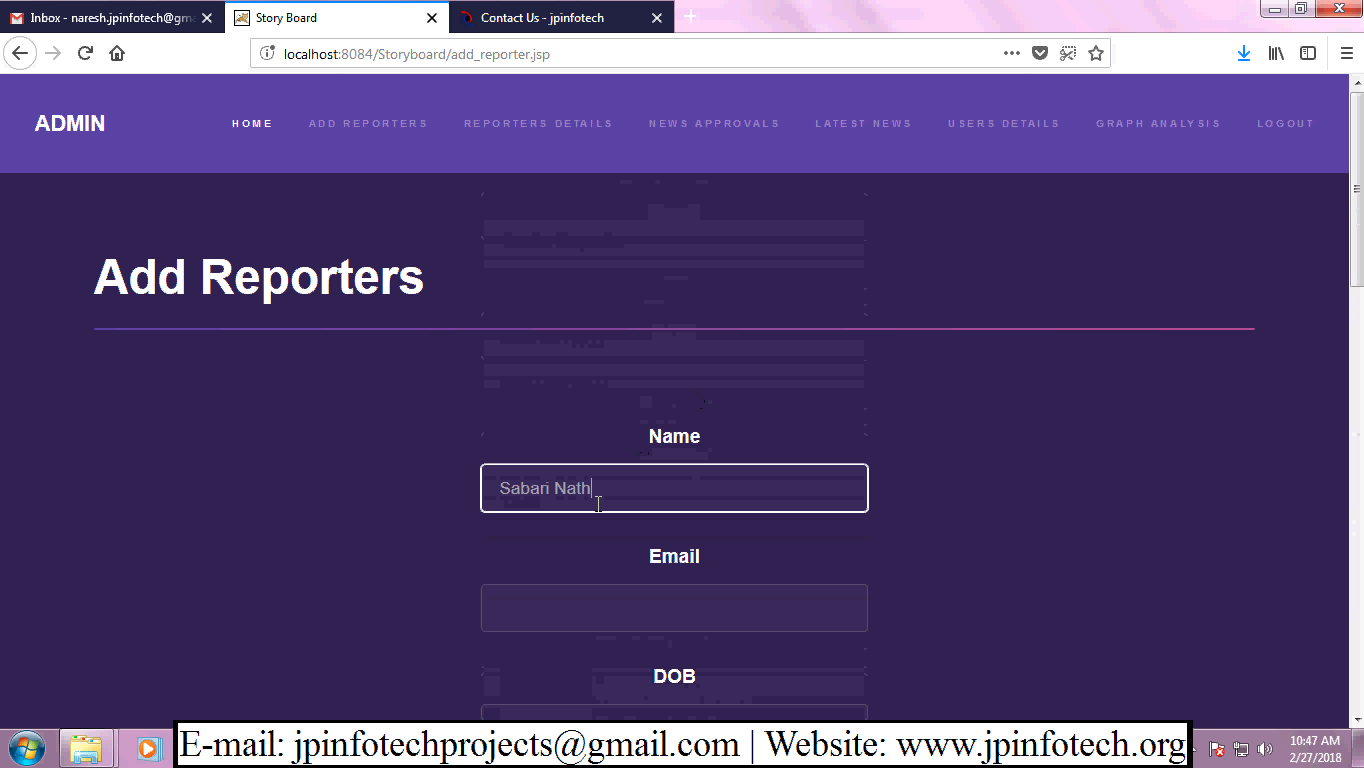 Inbox - naresh.jpinfotech@gma
Story Board
Contact Us - jpinfotech
localhost:8084/Storyboard/add_reporter.jsp
ADMIN
HOME
ADD REPORTERS
REPORTERS DETAILS
NEWS APPROVALS
LATEST NEWS
USERS DETAILS
GRAPH ANALYSIS
LOGOUT
Add Reporters
Name
Sabari Nath
Email
DOB
E-mail: jpinfotechprojects@gmail.com | Website: www.jpinfotech.org
10:47 AM
2/27/2018